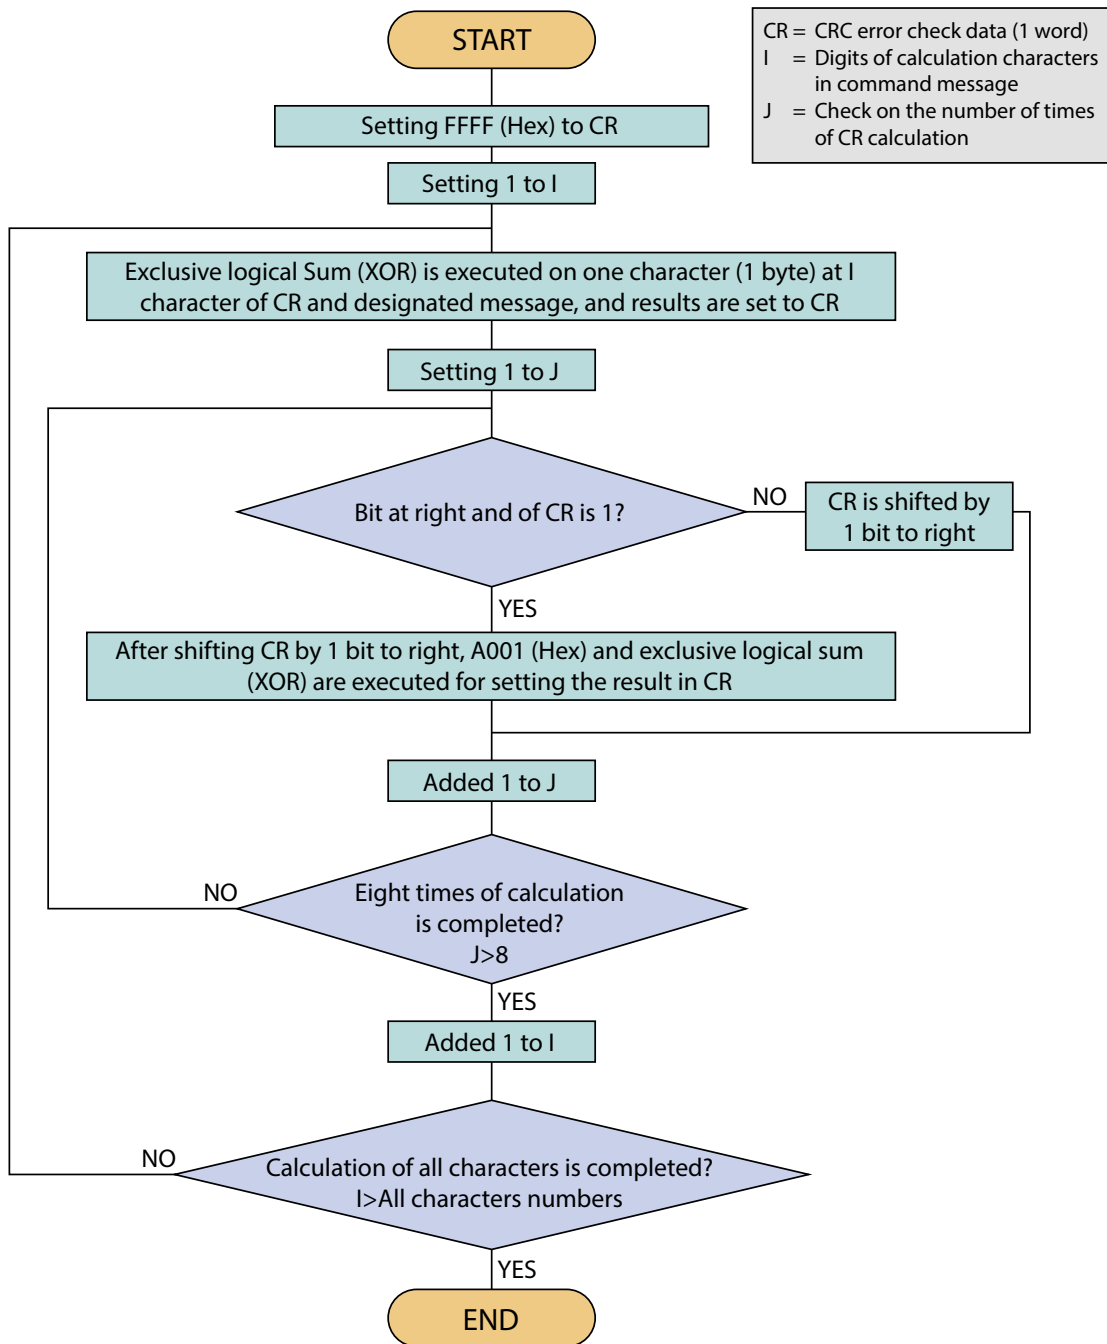 START
CR = CRC error check data (1 word)
I = Digits of calculation characters
in command message
J = Check on the number of times
of CR calculation
Setting FFFF (Hex) to CR
Setting 1 to I
Exclusive logical Sum (XOR) is executed on one character (1 byte) at I
character of CR and designated message, and results are set to CR
Setting 1 to J
Bit at right and of CR is 1?
NO
CR is shifted by
1 bit to right
YES
After shifting CR by 1 bit to right, A001 (Hex) and exclusive logical sum
(XOR) are executed for setting the result in CR
Added 1 to J
NO
Eight times of calculation
is completed?
J>8
YES
Added 1 to I
NO
Calculation of all characters is completed?
I>All characters numbers
YES
END